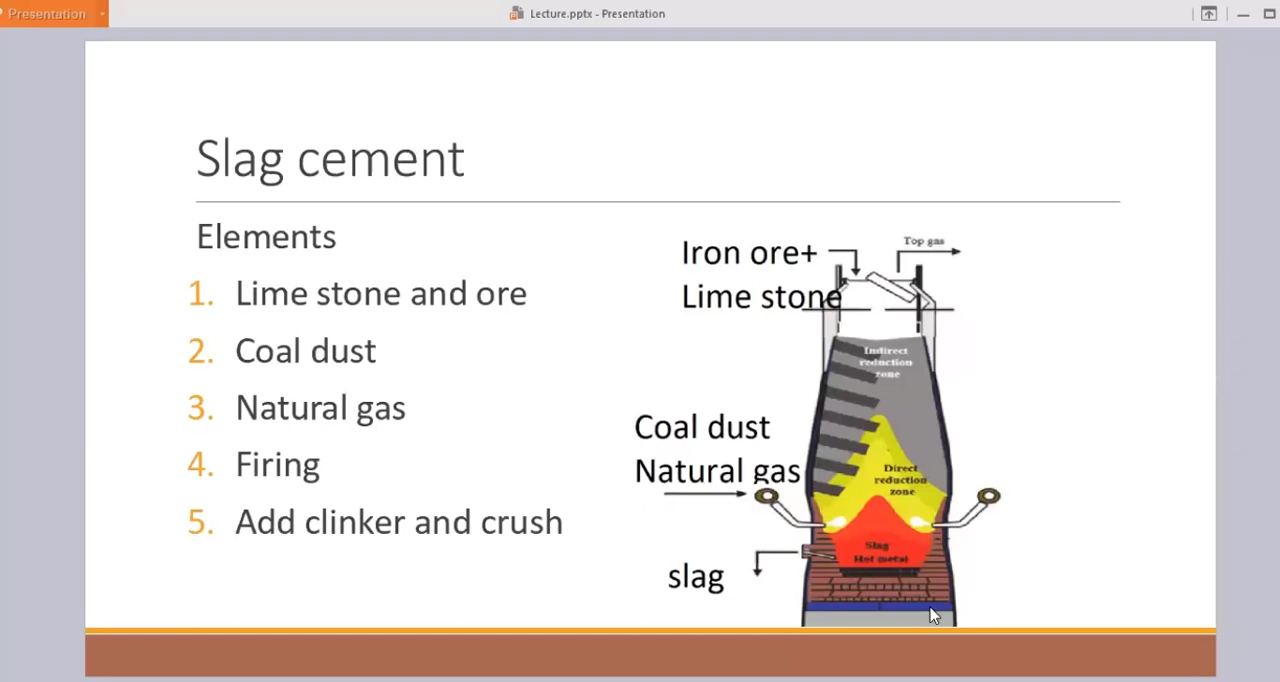 Presentation
Lecture.pptx - Presentation
Slag cement
Elements
1. Lime stone and ore
2. Coal dust
3. Natural gas
4. Firing
5. Add clinker and crush
Iron ore+
Lime stone
Top gas
Indirect
reduction
zone
Coal dust
Natural gas
Direct
reduction
zone
Slag
Hot metal
slag